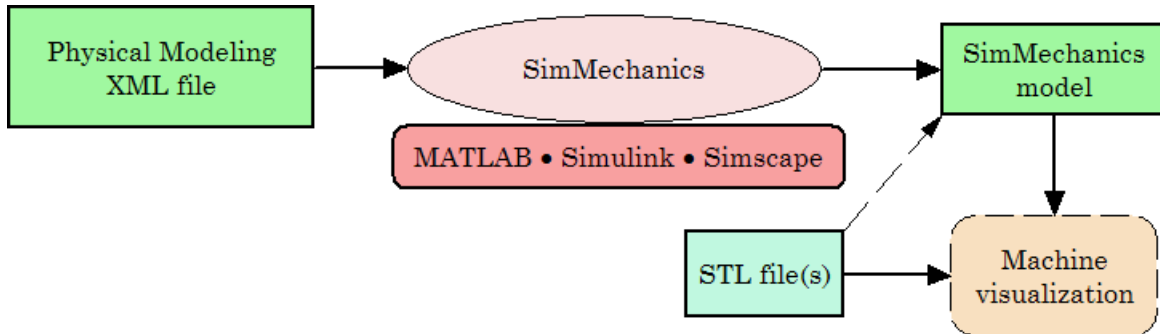 Physical Modeling
XML file
SimMechanics
SimMechanics
model
MATLAB • Simulink • Simscape
STL file(s)
Machine
visualization